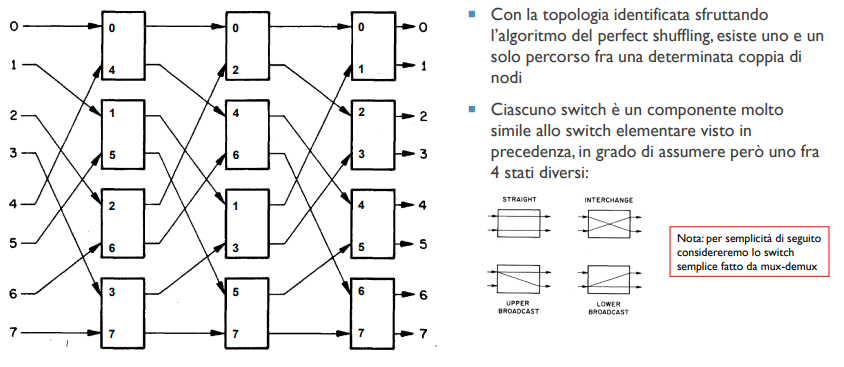 0
1
2
3
4
5
6
7
0
4
1
5
2
6
3
7
0
2
4
6
1
3
5
7
0
1
2
3
4
5
6
7
0
1
2
3
4
5
6
7
Con la topologia identificata sfruttando
l'algoritmo del perfect shuffling, esiste uno e un
solo percorso fra una determinata coppia di
nodi
Ciascuno switch è un componente molto
simile allo switch elementare visto in
precedenza, in grado di assumere però uno fra
4 stati diversi:
STRAIGHT
INTERCHANGE
UPPER
BROADCAST
LOWER
BROADCAST
Nota: per semplicità di seguito
considereremo lo switch
semplice fatto da mux-demux